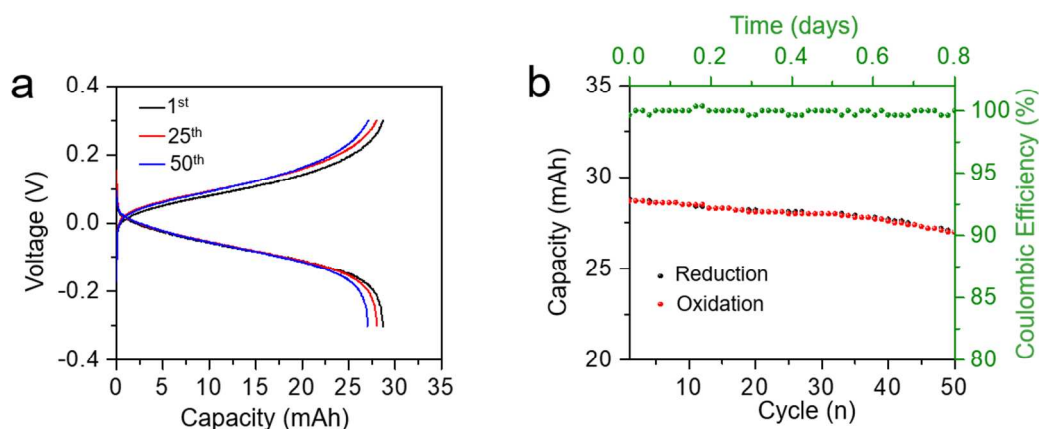 a
0.4
0.2
0.0
-0.2
-0.4
Voltage (V)
1st
25th
50th
0 5 10 15 20 25 30 35
Capacity (mAh)
b
Time (days)
0.0 0.2 0.4 0.6 0.8
35
30
25
20
Capacity (mAh)
Reduction
Oxidation
100
95
90
85
80
Coulombic Efficiency (%)
10 20 30 40 50
Cycle (n)